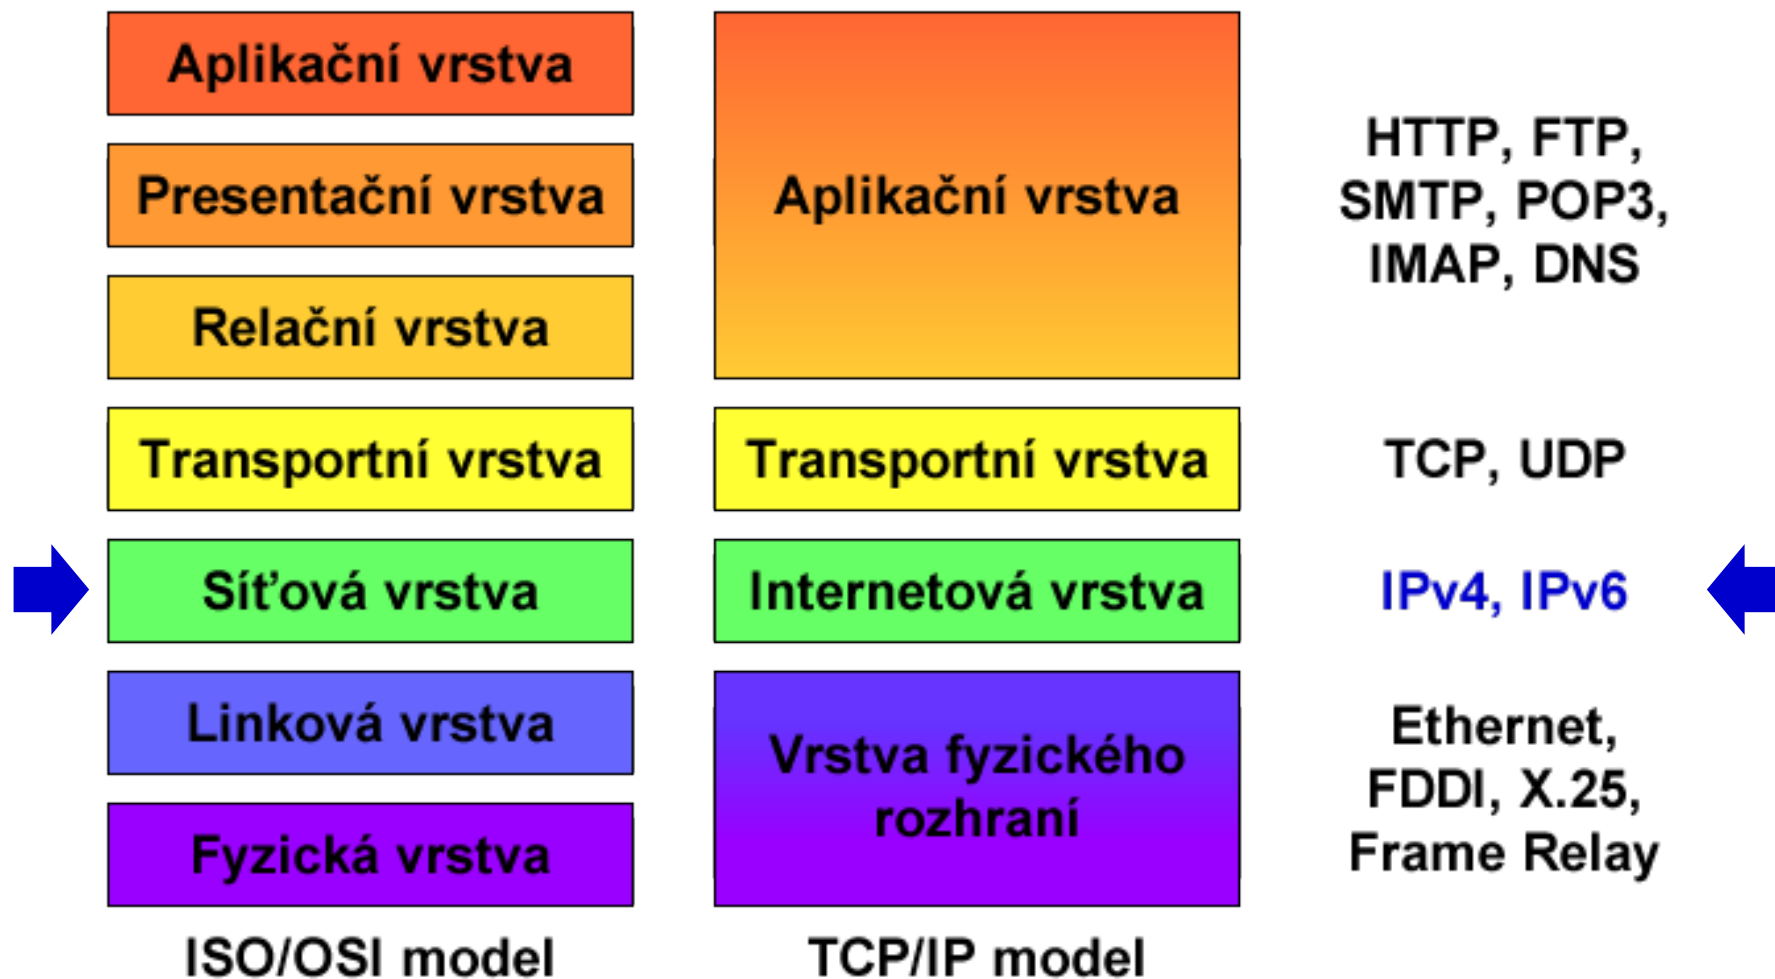 Aplikační vrstva
Presentační vrstva
Relační vrstva
Transportní vrstva
Síťová vrstva
Linková vrstva
Fyzická vrstva
ISO/OSI model
Aplikační vrstva
Transportní vrstva
Internetová vrstva
Vrstva fyzického
rozhraní
TCP/IP model
HTTP, FTP,
SMTP, POP3,
IMAP, DNS
TCP, UDP
IPv4, IPv6
Ethernet,
FDDI, X.25,
Frame Relay